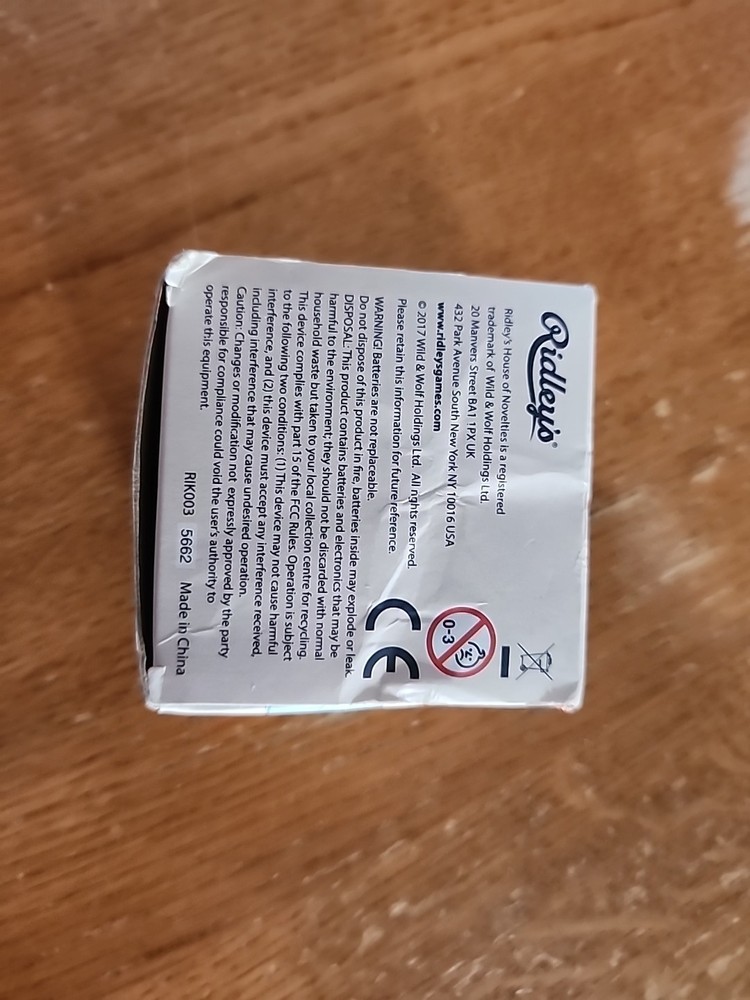 Ridley's®
Ridley's House of Novelties is a registered
trademark of Wild & Wolf Holdings Ltd.
20 Manvers Street BA1 1PX UK
432 Park Avenue South New York NY 10016 USA
www.ridleysgames.com
© 2017 Wild & Wolf Holdings Ltd. All rights reserved.
Please retain this information for future reference.
0-3
CE
WARNING! Batteries are not replaceable.
Do not dispose of this product in fire, batteries inside may explode or leak.
DISPOSAL: This product contains batteries and electronics that may be
harmful to the environment; they should not be discarded with normal
household waste but taken to your local collection centre for recycling.
This device complies with part 15 of the FCC Rules. Operation is subject
to the following two conditions: (1) This device may not cause harmful
interference, and (2) this device must accept any interference received,
including interference that may cause undesired operation.
Caution: Changes or modification not expressly approved by the party
responsible for compliance could void the user's authority to
operate this equipment.
RIK003 5662 Made in China